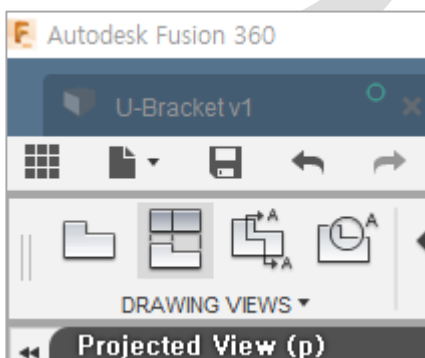 Autodesk Fusion 360
U-Bracket v1
A
A
A
DRAWING VIEWS
Projected View (p)